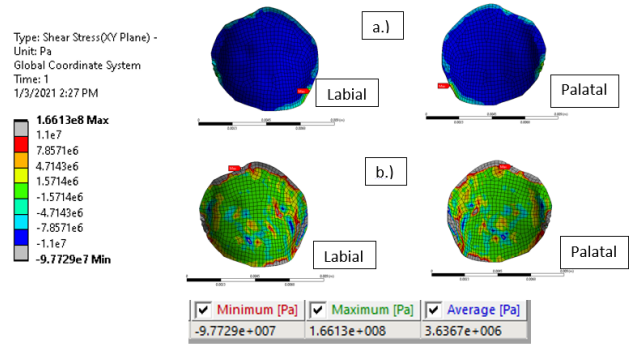 Type: Shear Stress(XY Plane) -
Unit: Pa
Global Coordinate System
Time: 1
1/3/2021 2:27 PM
1.6613e8 Max
1.1e7
7.8571e6
4.7143e6
1.5714e6
-1.5714e6
-4.7143e6
-7.8571e6
-1.1e7
-9.7729e7 Min
a.)
Labial
Palatal
b.)
Labial
Palatal
Minimum [Pa] Maximum [Pa] Average [Pa]
-9.7729e+007 1.6613e+008 3.6367e+006